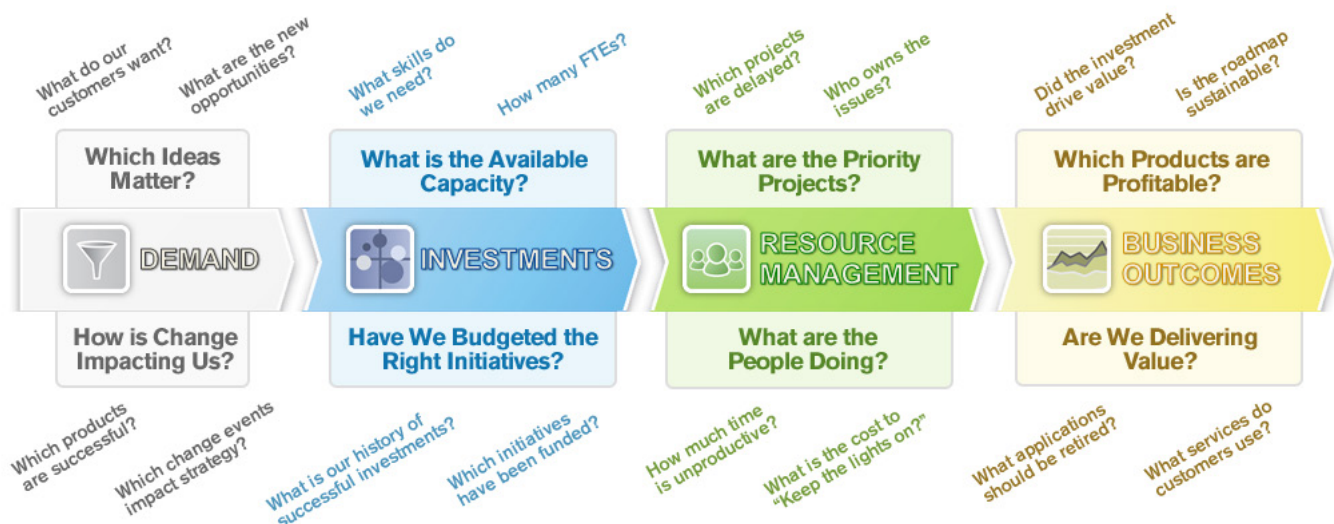 What do our
customers want?
What are the new
opportunities?
What skills do
we need?
How many FTEs?
Which projects
are delayed?
Who owns the
issues?
Did the investment
drive value?
Is the roadmap
sustainable?
Which Ideas
Matter?
What is the Available
Capacity?
What are the Priority
Projects?
Which Products are
Profitable?
DEMAND
INVESTMENTS
RESOURCE
MANAGEMENT
BUSINESS
OUTCOMES
How is Change
Impacting Us?
Have We Budgeted the
Right Initiatives?
What are the
People Doing?
Are We Delivering
Value?
Which products
are successful?
Which change events
impact strategy?
What is our history of
successful investments?
Which initiatives
have been funded?
How much time
is unproductive?
What is the cost to
“Keep the lights on?”
What applications
should be retired?
What services do
customers use?